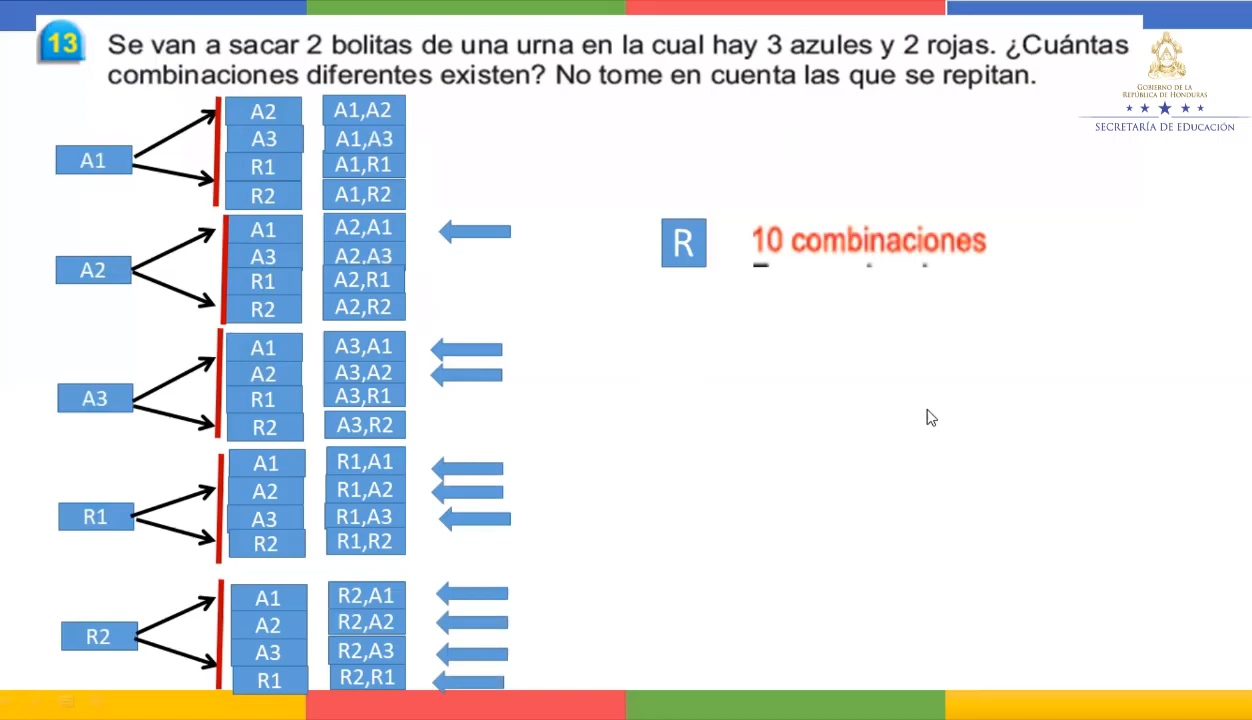 13 Se van a sacar 2 bolitas de una urna en la cual hay 3 azules y 2 rojas. ¿Cuántas
combinaciones diferentes existen? No tome en cuenta las que se repitan.
GOBIERNO DE LA
REPÚBLICA DE HONDURAS
SECRETARÍA DE EDUCACIÓN
A1
A2 A1,A2
A3 A1,A3
R1 A1,R1
R2 A1,R2
A2
A1 A2,A1
A3 A2,A3
R1 A2,R1
R2 A2,R2
R 10 combinaciones
A3
A1 A3,A1
A2 A3,A2
R1 A3,R1
R2 A3,R2
R1
A1 R1,A1
A2 R1,A2
A3 R1,A3
R2 R1,R2
R2
A1 R2,A1
A2 R2,A2
A3 R2,A3
R1 R2,R1